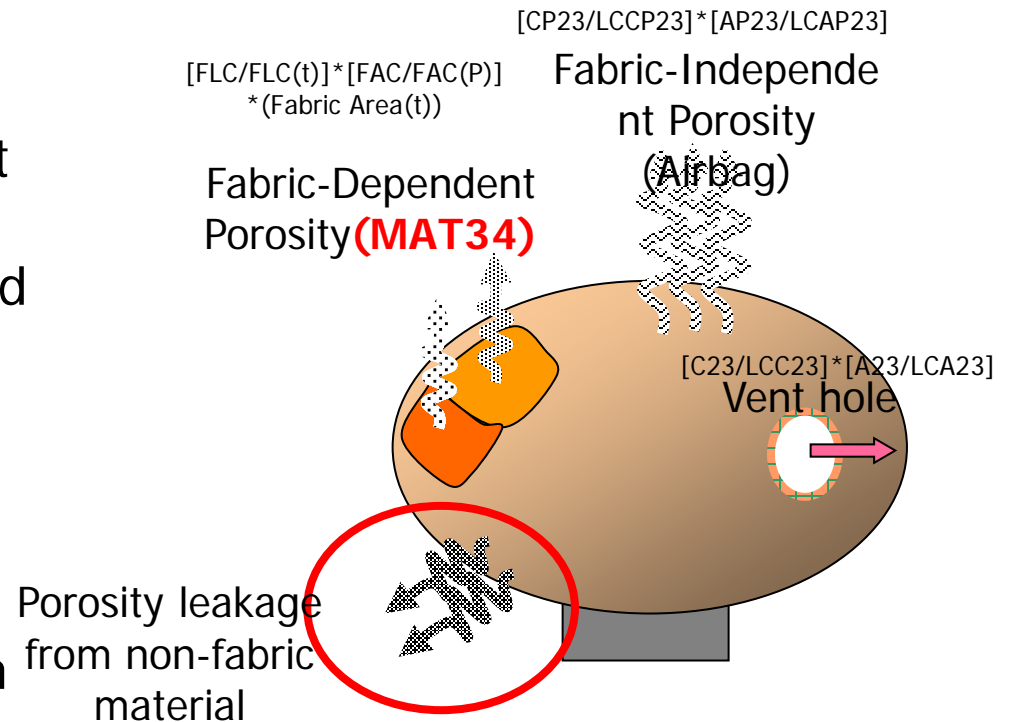 [CP23/LCCP23]*[AP23/LCAP23]
[FLC/FLC(t)]*[FAC/FAC(P)]
*(Fabric Area(t))
Fabric-Independe
nt Porosity
(Airbag)
t
Fabric-Dependent
Porosity(MAT34)
d
[C23/LCC23]*[A23/LCA23]
Vent hole
Porosity leakage
from non-fabric
material
n